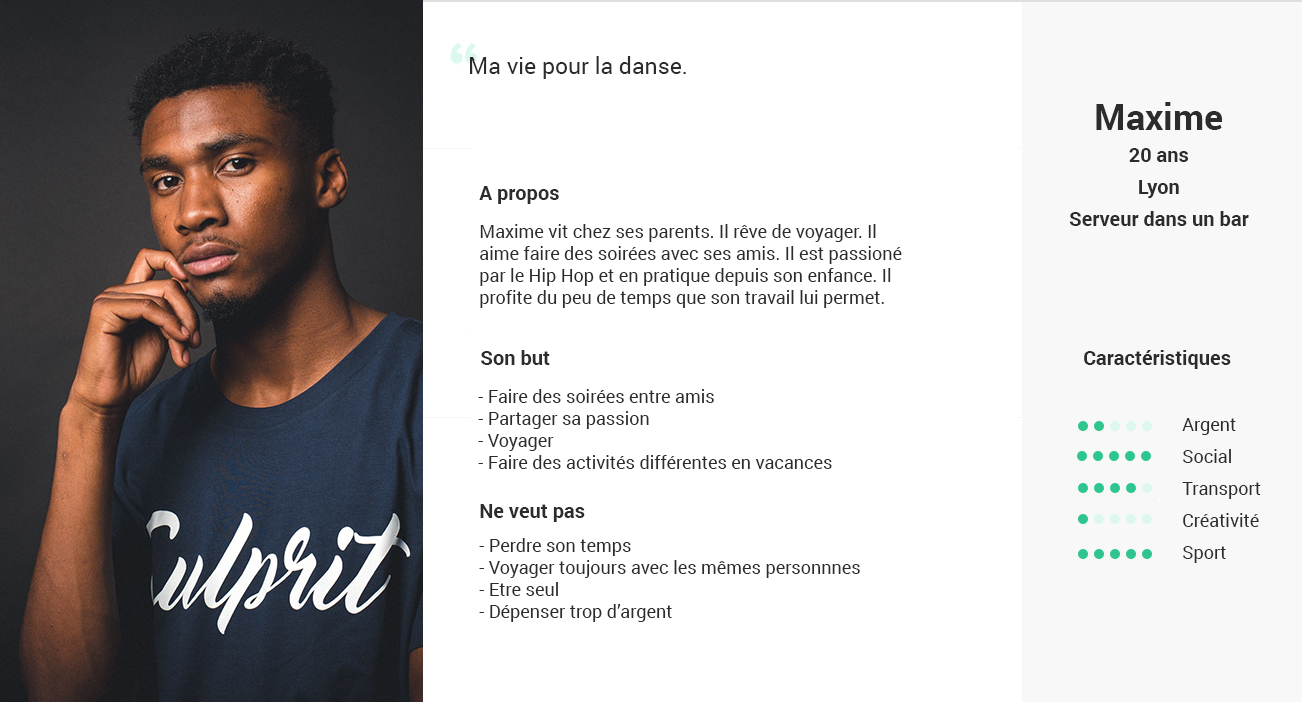 “
Ma vie pour la danse.
A propos
Maxime vit chez ses parents. Il rêve de voyager. Il
aime faire des soirées avec ses amis. Il est passioné
par le Hip Hop et en pratique depuis son enfance. Il
profite du peu de temps que son travail lui permet.
Son but
- Faire des soirées entre amis
- Partager sa passion
- Voyager
- Faire des activités différentes en vacances
Ne veut pas
- Perdre son temps
- Voyager toujours avec les mêmes personnnes
- Etre seul
- Dépenser trop d’argent
Maxime
20 ans
Lyon
Serveur dans un bar
Caractéristiques
Argent
Social
Transport
Créativité
Sport
Culprit